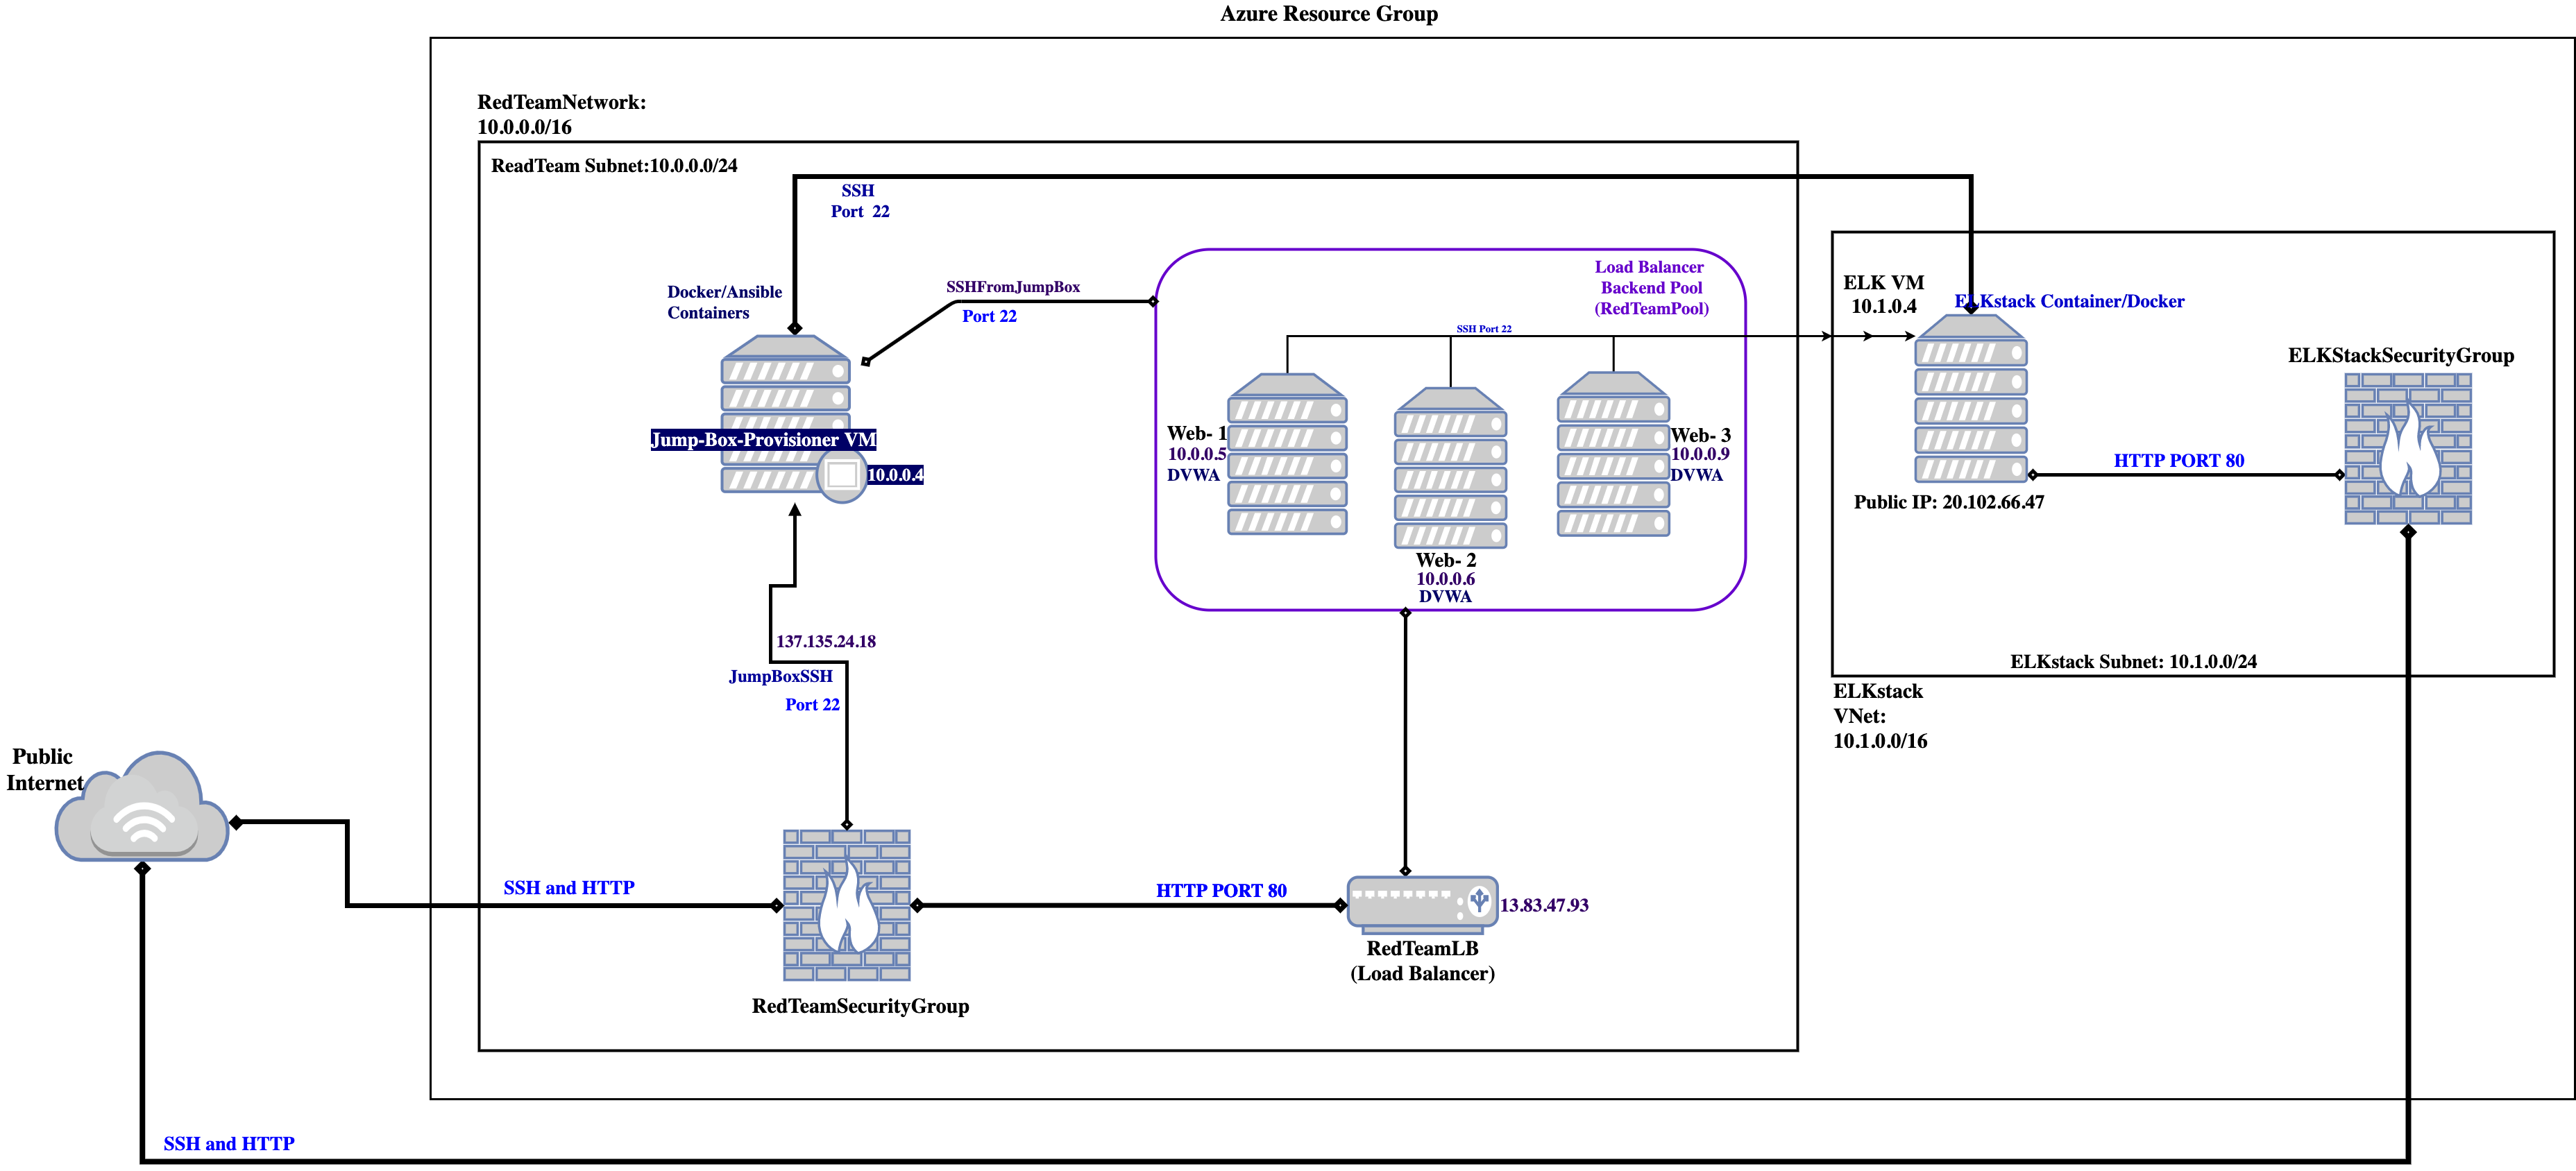 Azure Resource Group
RedTeamNetwork:
10.0.0.0/16
ReadTeam Subnet:10.0.0.0/24
SSH
Port 22
Docker/Ansible
Containers
SSHFromJumpBox
Port 22
Jump-Box-Provisioner VM
10.0.0.4
Load Balancer
Backend Pool
(RedTeamPool)
SSH Port 22
Web- 1
10.0.0.5
DVWA
Web- 2
10.0.0.6
DVWA
Web- 3
10.0.0.9
DVWA
ELK VM
10.1.0.4
ELKstack Container/Docker
ELKStackSecurityGroup
HTTP PORT 80
Public IP: 20.102.66.47
ELKstack Subnet: 10.1.0.0/24
ELKstack
VNet:
10.1.0.0/16
137.135.24.18
JumpBoxSSH
Port 22
Public
Internet
SSH and HTTP
HTTP PORT 80
13.83.47.93
RedTeamLB
(Load Balancer)
RedTeamSecurityGroup
SSH and HTTP